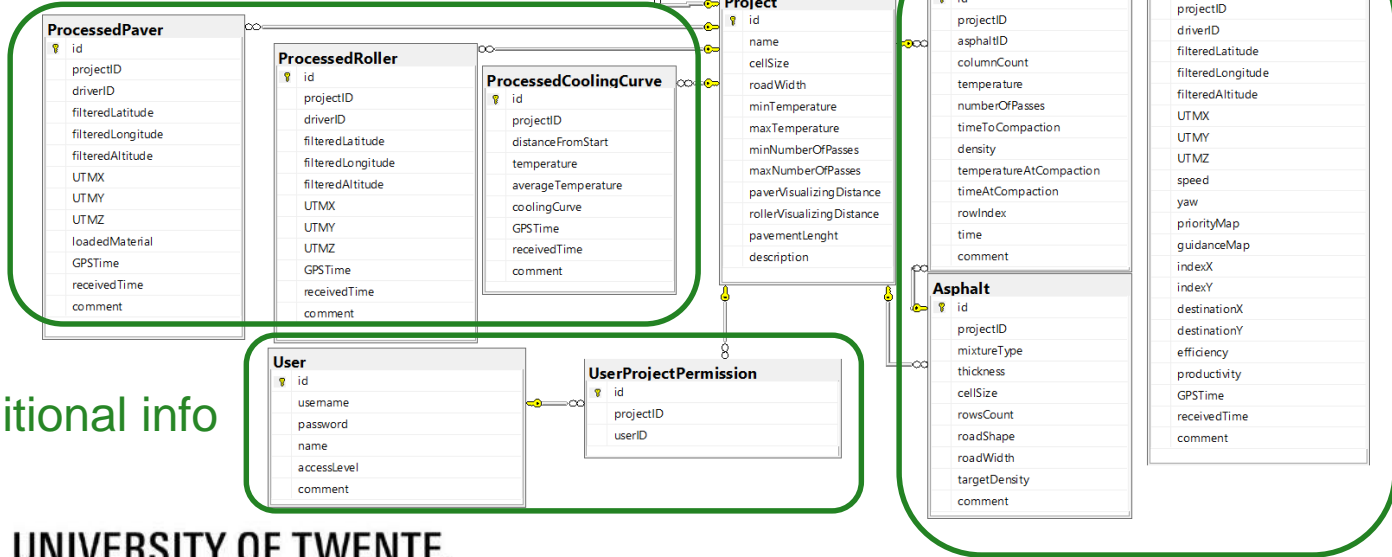 ProcessedPaver
id
projectID
driverID
filteredLatitude
filteredLongitude
filteredAltitude
UTMX
UTMY
UTMZ
loadedMaterial
GPSTime
receivedTime
comment
ProcessedRoller
id
projectID
driverID
filteredLatitude
filteredLongitude
filteredAltitude
UTMX
UTMY
UTMZ
GPSTime
receivedTime
comment
ProcessedCoolingCurve
id
projectID
distanceFromStart
temperature
averageTemperature
coolingCurve
GPSTime
receivedTime
comment
Project
id
name
cellSize
roadWidth
minTemperature
maxTemperature
minNumberOfPasses
maxNumberOfPasses
paverVisualizingDistance
rollerVisualizingDistance
pavementLenght
description
id
projectID
asphaltID
columnCount
temperature
numberOfPasses
timeToCompaction
density
temperatureAtCompaction
timeAtCompaction
rowIndex
time
comment
Asphalt
id
projectID
mixtureType
thickness
cellSize
rowsCount
roadShape
roadWidth
targetDensity
comment
projectID
driverID
filteredLatitude
filteredLongitude
filteredAltitude
UTMX
UTMY
UTMZ
speed
yaw
priorityMap
guidanceMap
indexX
indexY
destinationX
destinationY
efficiency
productivity
GPSTime
receivedTime
comment
User
id
username
password
name
accessLevel
comment
UserProjectPermission
id
projectID
userID
itional info
UNIVERSITY OF TWENTE.